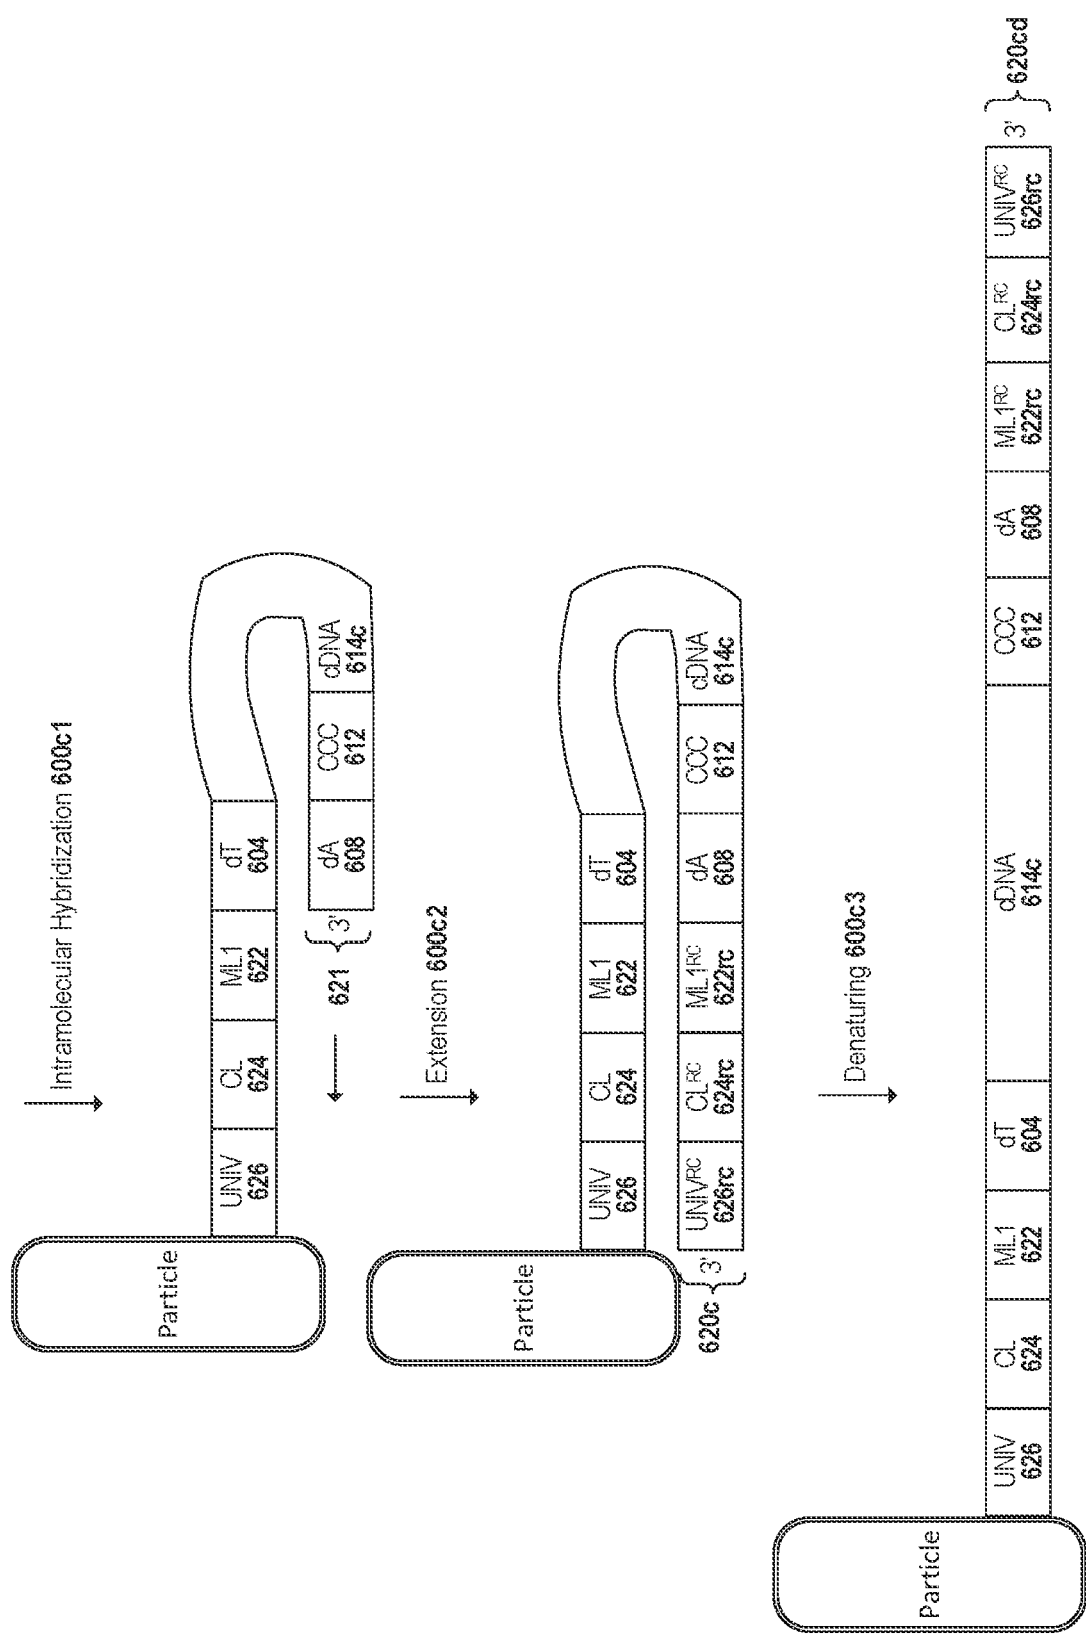 Intramolecular Hybridization 600c1
Particle
UNIV
626
CL
624
ML1
622
dT
604
cDNA
614c
CCC
612
dA
608
3'
621
Extension 600c2
Particle
UNIV
626
CL
624
ML1
622
dT
604
UNIVRC
626rc
CLRC
624rc
ML1RC
622rc
dA
608
CCC
612
cDNA
614c
3'
620c
Denaturing 600c3
Particle
UNIV
626
CL
624
ML1
622
dT
604
cDNA
614c
CCC
612
dA
608
ML1RC
622rc
CLRC
624rc
UNIVRC
626rc
3'
620cd